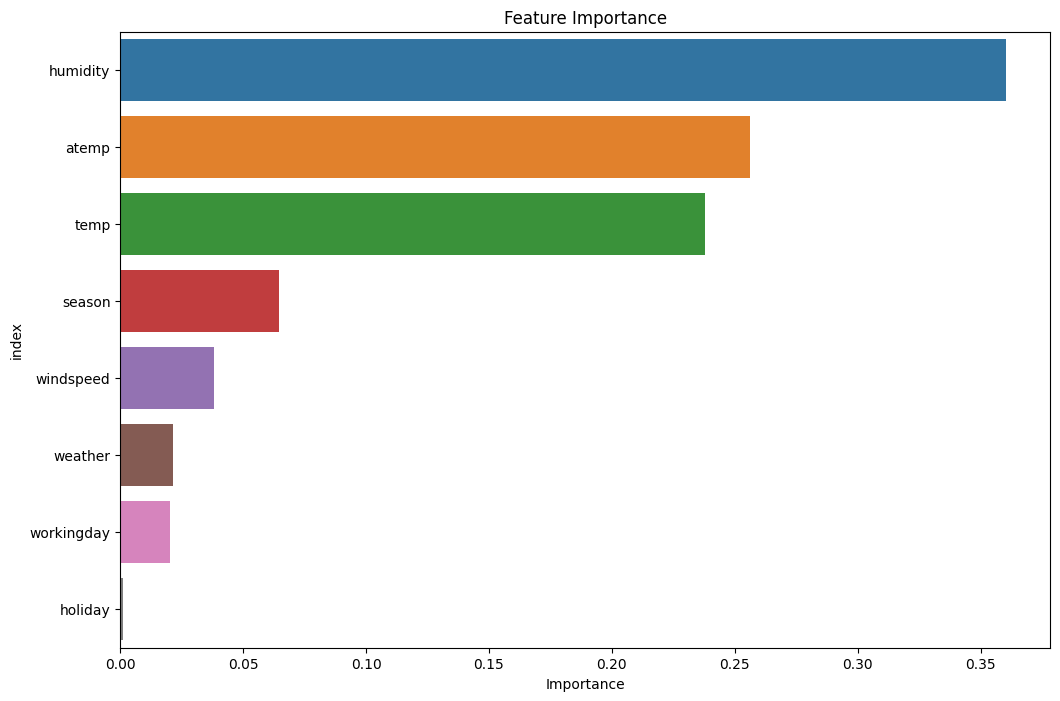 Feature Importance
humidity
atemp
temp
season
windspeed
weather
workingday
holiday
index
0.00 0.05 0.10 0.15 0.20 0.25 0.30 0.35
Importance